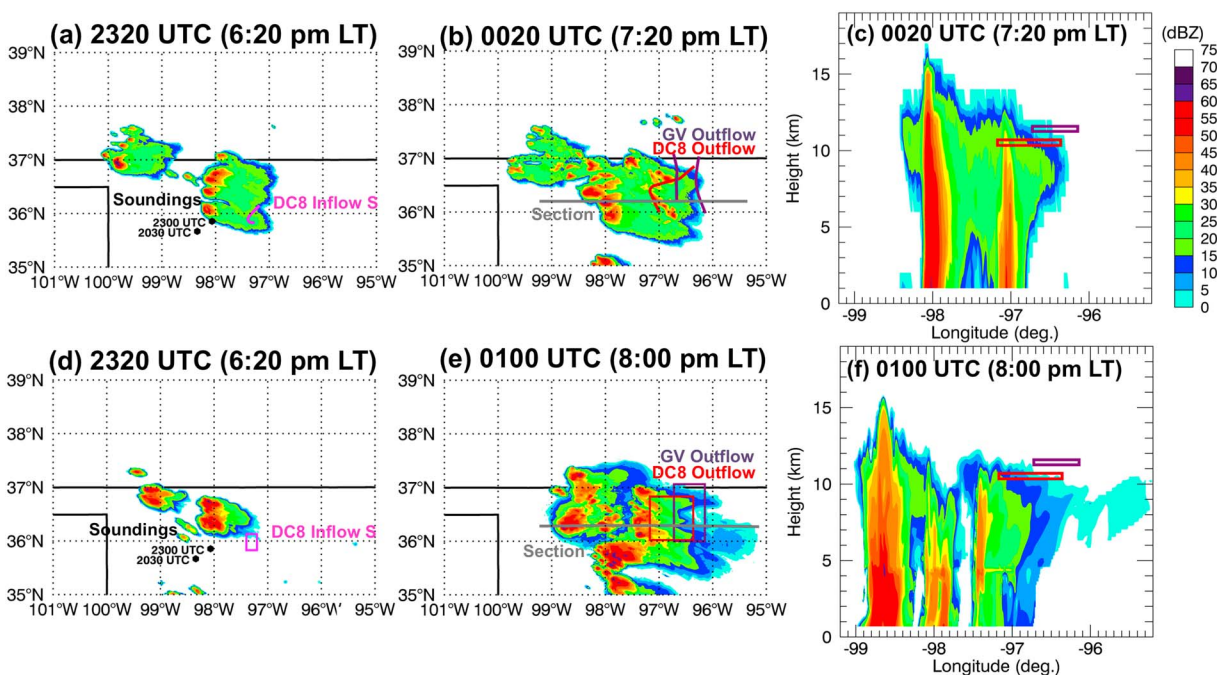 (a) 2320 UTC (6:20 pm LT)
39°N
38°N
37°N
36°N
35°N
101°W 100°W 99°W 98°W 97°W 96°W 95°W
Soundings
2300 UTC
2030 UTC
DC8 Inflow S
(b) 0020 UTC (7:20 pm LT)
39°N
38°N
37°N
36°N
35°N
101°W 100°W 99°W 98°W 97°W 96°W 95°W
GV Outflow
DC8 Outflow
Section
(c) 0020 UTC (7:20 pm LT)
Height (km)
15
10
5
0
-99 -98 -97 -96
Longitude (deg.)
(dBZ)
75
70
65
60
55
50
45
40
35
30
25
20
15
10
5
0
(d) 2320 UTC (6:20 pm LT)
39°N
38°N
37°N
36°N
35°N
101°W 100°W 99°W 98°W 97°W 96°W 95°W
Soundings
2300 UTC
2030 UTC
DC8 Inflow S
(e) 0100 UTC (8:00 pm LT)
39°N
38°N
37°N
36°N
35°N
101°W 100°W 99°W 98°W 97°W 96°W 95°W
GV Outflow
DC8 Outflow
Section
(f) 0100 UTC (8:00 pm LT)
Height (km)
15
10
5
0
-99 -98 -97 -96
Longitude (deg.)